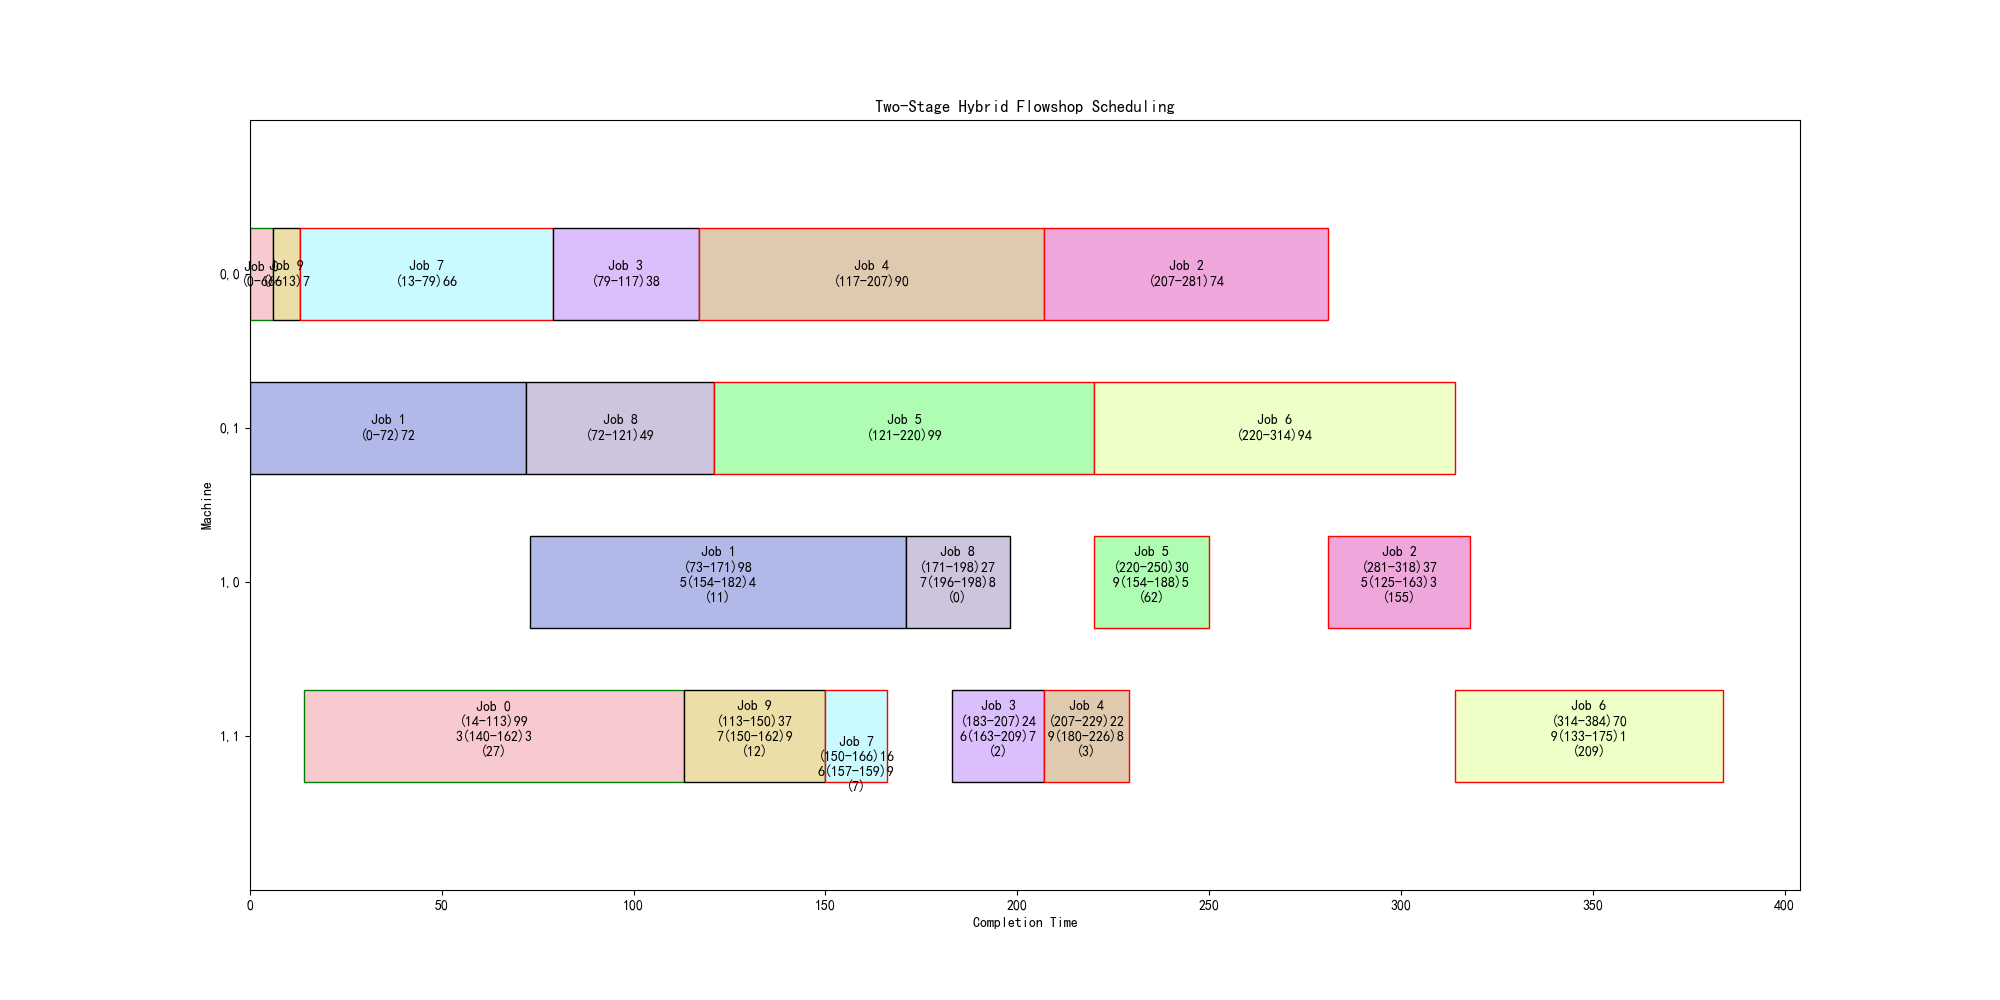 Two-Stage Hybrid Flowshop Scheduling
0,0
Job 9
Job 7
(13-79)66
Job 3
(79-117)38
Job 4
(117-207)90
Job 2
(207-281)74
0,1
Job 1
(0-72)72
Job 8
(72-121)49
Job 5
(121-220)99
Job 6
(220-314)94
Machine
1,0
Job 1
(73-171)98
5(154-182)4
(11)
Job 8
(171-198)27
7(196-198)8
(0)
Job 5
(220-250)30
9(154-188)5
(62)
Job 2
(281-318)37
5(125-163)3
(155)
1,1
Job 0
(14-113)99
3(140-162)3
(27)
Job 9
(113-150)37
7(150-162)9
(12)
Job 7
(150-166)16
6(157-159)9
(7)
Job 3
(183-207)24
6(163-209)7
(2)
Job 4
(207-229)22
9(180-226)8
(3)
Job 6
(314-384)70
9(133-175)1
(209)
0
50
100
150
200
250
300
350
400
Completion Time